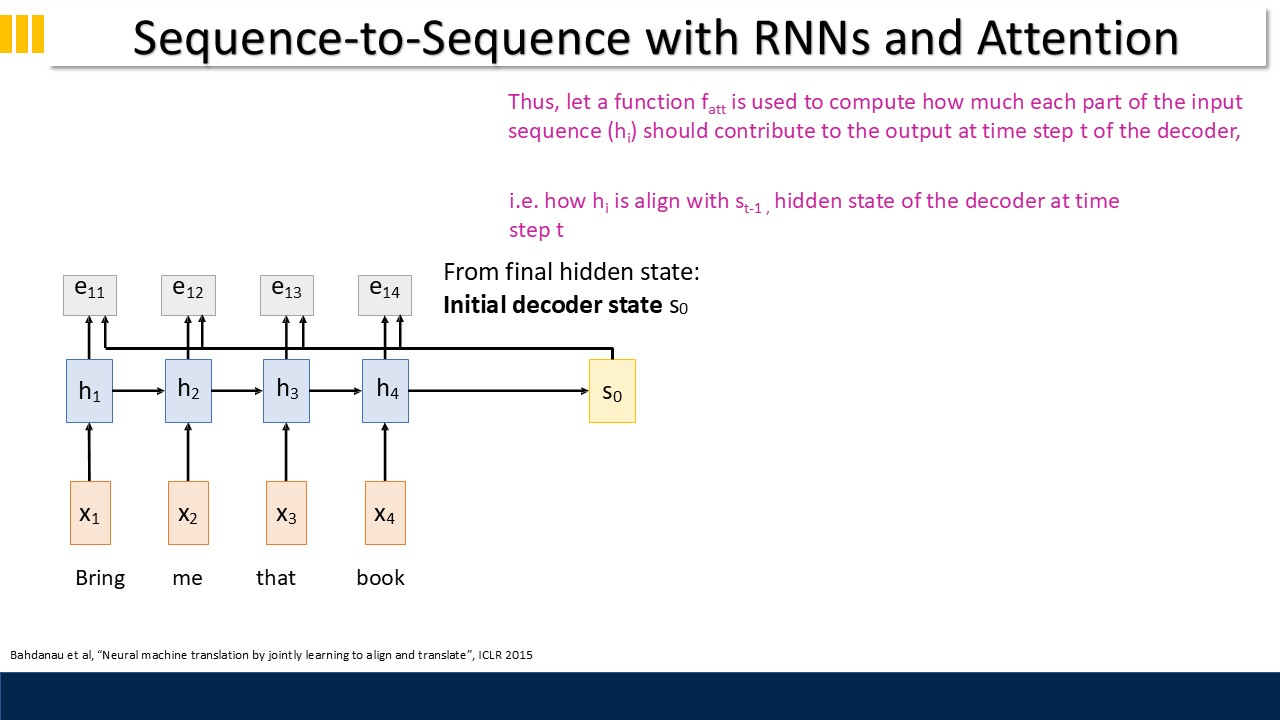 Sequence-to-Sequence with RNNs and Attention
Thus, let a function f_att is used to compute how much each part of the input
sequence (h_i) should contribute to the output at time step t of the decoder,
i.e. how h_i is align with s_t-1 , hidden state of the decoder at time
step t
From final hidden state:
Initial decoder state s0
e11 e12 e13 e14
h1 h2 h3 h4 s0
x1 x2 x3 x4
Bring me that book
Bahdanau et al, “Neural machine translation by jointly learning to align and translate”, ICLR 2015